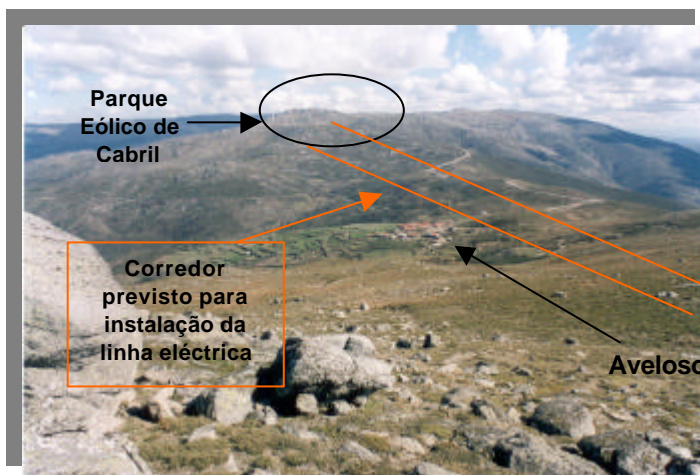 Parque
Eólico de
Cabril
Corredor
previsto para
instalação da
linha eléctrica
Aveloso